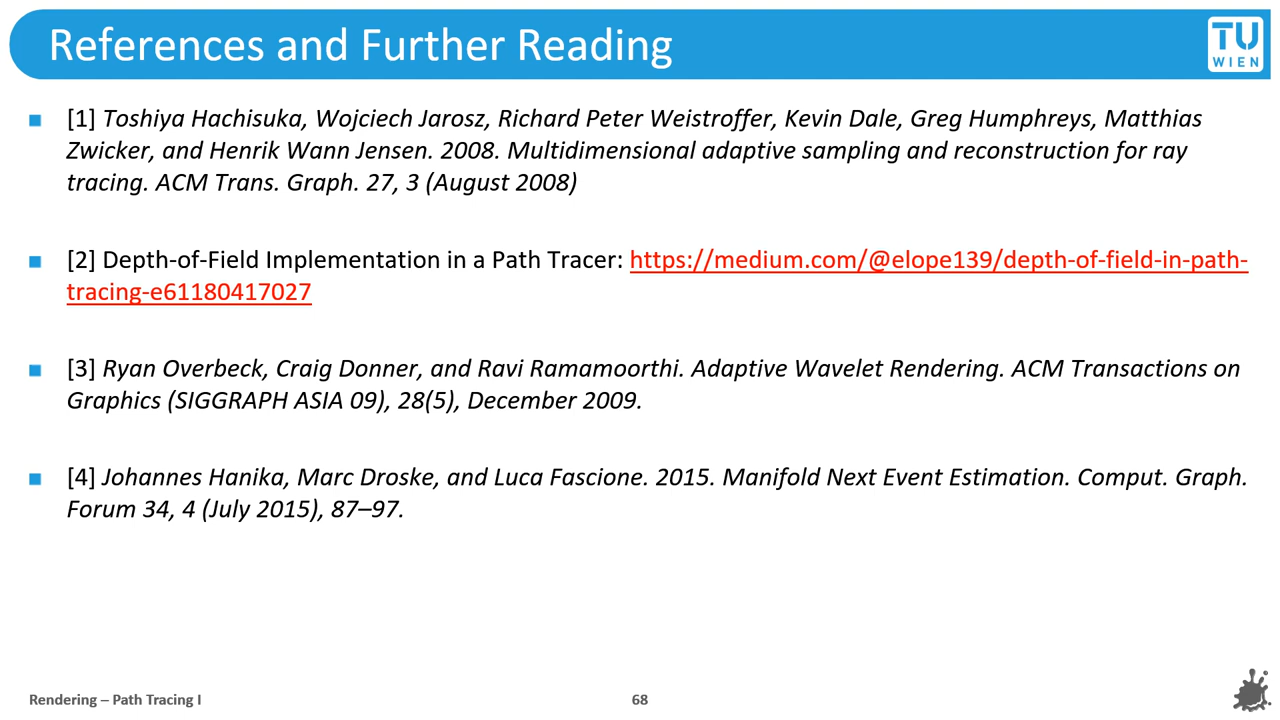 References and Further Reading
TU
WIEN
[1] Toshiya Hachisuka, Wojciech Jarosz, Richard Peter Weistroffer, Kevin Dale, Greg Humphreys, Matthias
Zwicker, and Henrik Wann Jensen. 2008. Multidimensional adaptive sampling and reconstruction for ray
tracing. ACM Trans. Graph. 27, 3 (August 2008)
[2] Depth-of-Field Implementation in a Path Tracer: https://medium.com/@elope139/depth-of-field-in-path-
tracing-e61180417027
[3] Ryan Overbeck, Craig Donner, and Ravi Ramamoorthi. Adaptive Wavelet Rendering. ACM Transactions on
Graphics (SIGGRAPH ASIA 09), 28(5), December 2009.
[4] Johannes Hanika, Marc Droske, and Luca Fascione. 2015. Manifold Next Event Estimation. Comput. Graph.
Forum 34, 4 (July 2015), 87–97.
Rendering – Path Tracing I
68